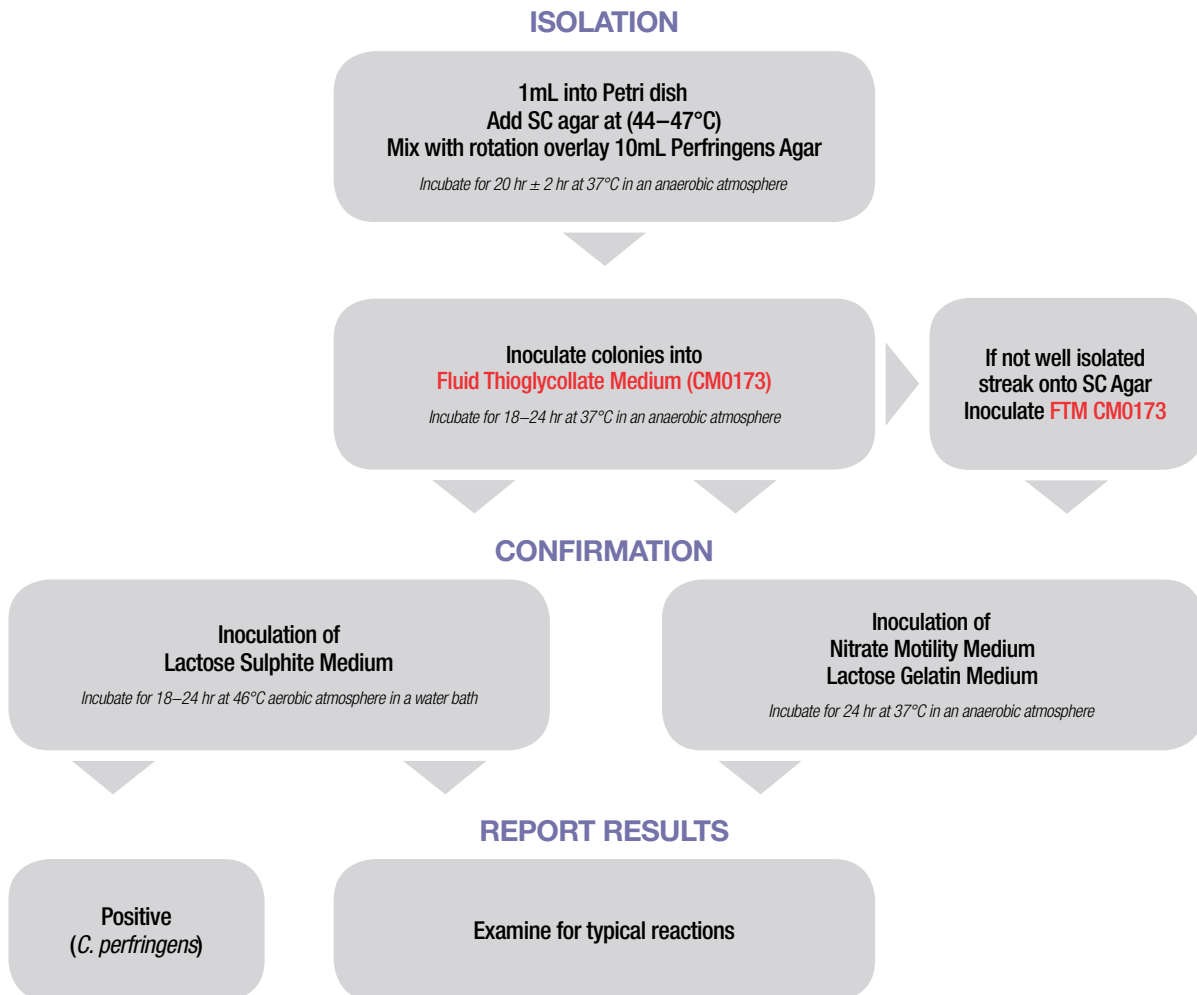 ISOLATION
1mL into Petri dish
Add SC agar at (44–47°C)
Mix with rotation overlay 10mL Perfringens Agar
Incubate for 20 hr ± 2 hr at 37°C in an anaerobic atmosphere
Inoculate colonies into
Fluid Thioglycollate Medium (CM0173)
Incubate for 18–24 hr at 37°C in an anaerobic atmosphere
If not well isolated
streak onto SC Agar
Inoculate FTM CM0173
CONFIRMATION
Inoculation of
Lactose Sulphite Medium
Incubate for 18–24 hr at 46°C aerobic atmosphere in a water bath
Inoculation of
Nitrate Motility Medium
Lactose Gelatin Medium
Incubate for 24 hr at 37°C in an anaerobic atmosphere
REPORT RESULTS
Positive
(C. perfringens)
Examine for typical reactions